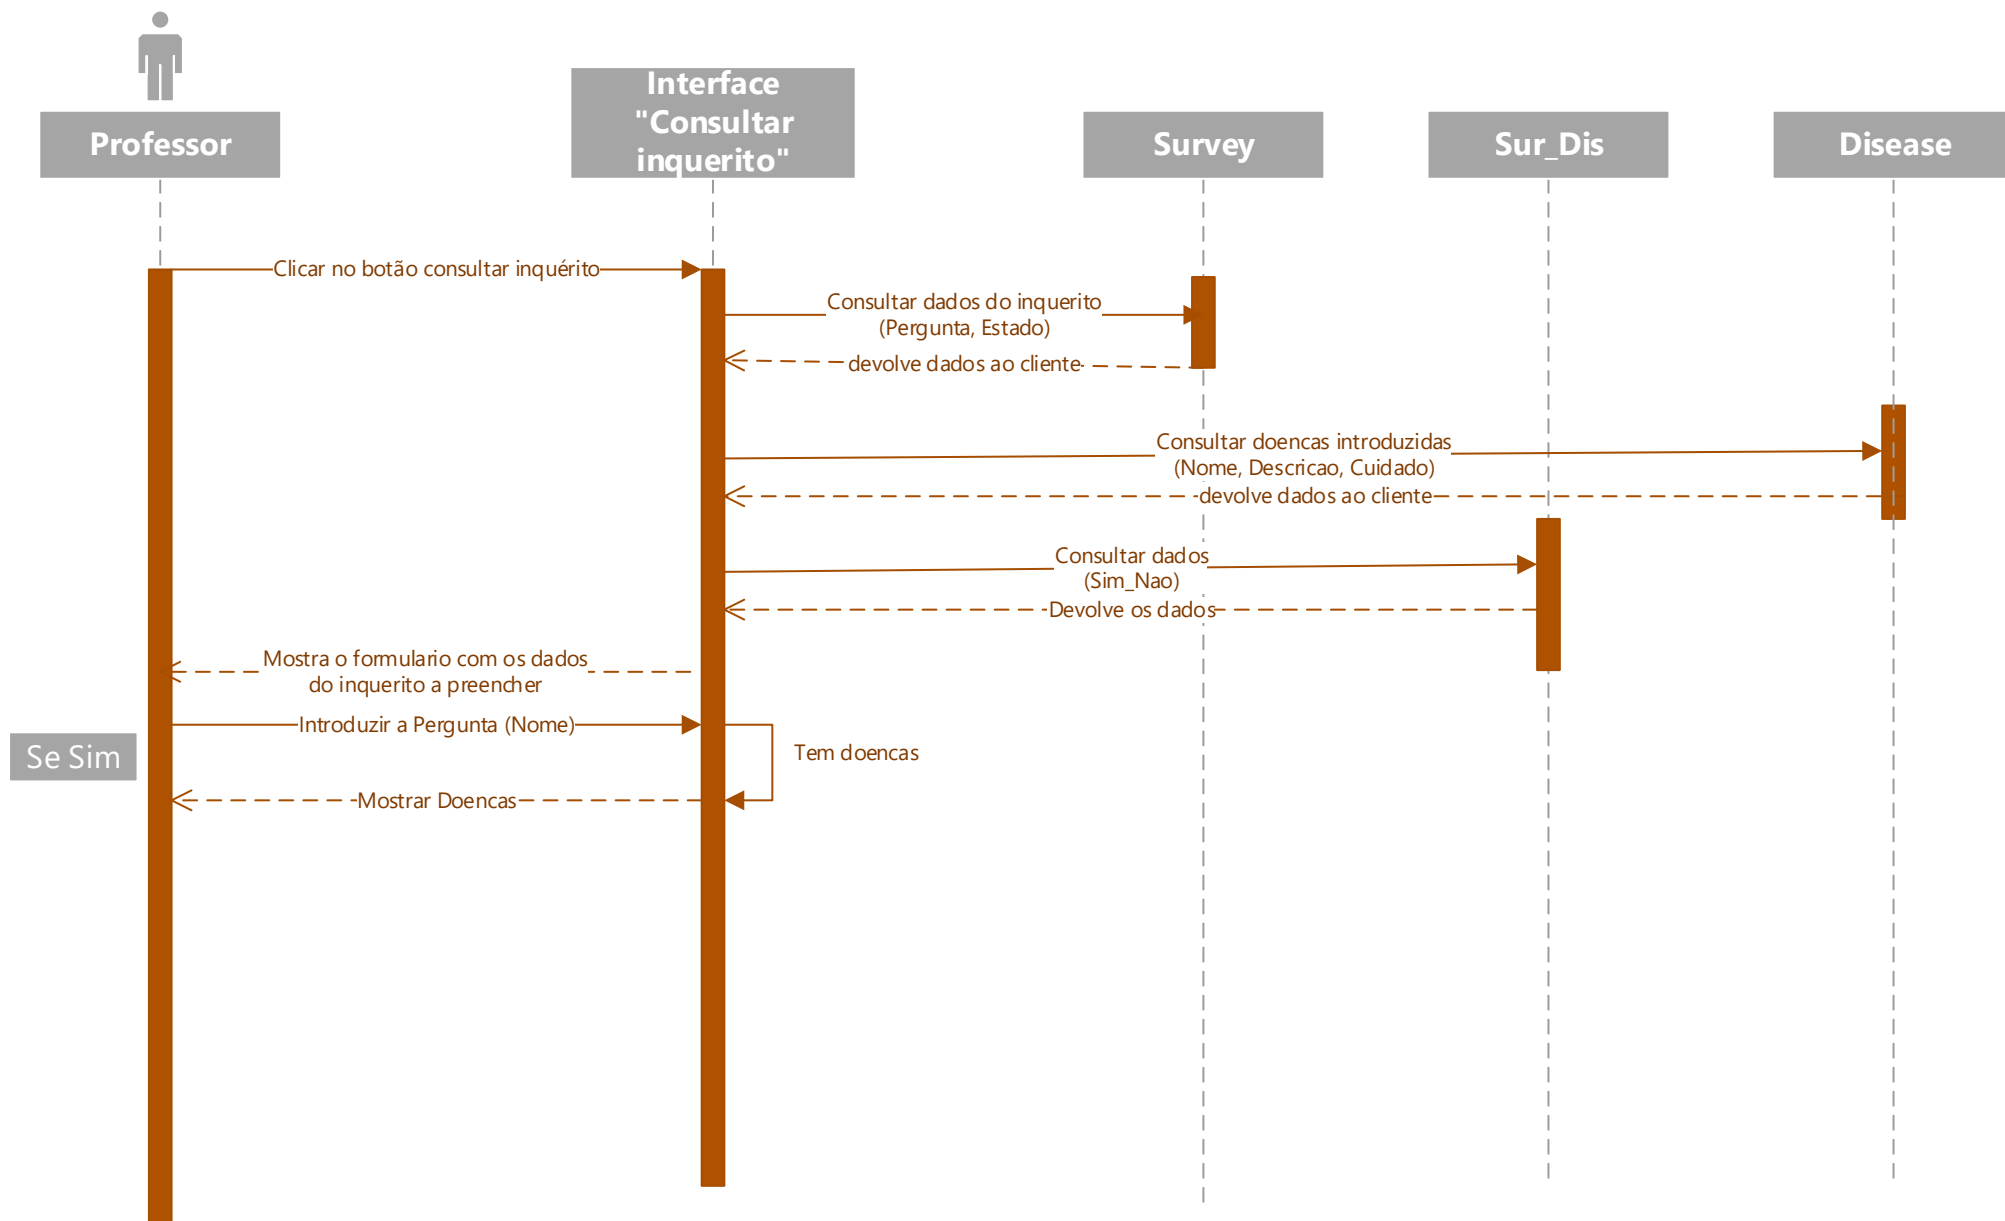 Professor
Interface
"Consultar
inquerito"
Survey
Sur_Dis
Disease
Clicar no botão consultar inquérito
Consultar dados do inquerito
(Pergunta, Estado)
devolve dados ao cliente
Consultar doencas introduzidas
(Nome, Descricao, Cuidado)
devolve dados ao cliente
Consultar dados
(Sim_Nao)
Devolve os dados
Mostra o formulario com os dados
do inquerito a preencher
Introduzir a Pergunta (Nome)
Se Sim
Tem doencas
Mostrar Doencas